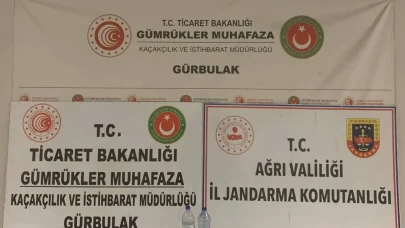 T.C. TİCARET BAKANLIĞI
GÜMRÜKLER MUHAFAZA
KAÇAKÇILIK VE İSTİHBARAT MÜDÜRLÜĞÜ
GÜRBULAK
T.C.
TİCARET BAKANLIĞI
GÜMRÜKLER MUHAFAZA
KAÇAKÇILIK VE İSTİHBARAT MÜDÜRLÜĞÜ
GÜRBULAK
T.C.
AĞRI VALİLİĞİ
İL JANDARMA KOMUTANLIĞI